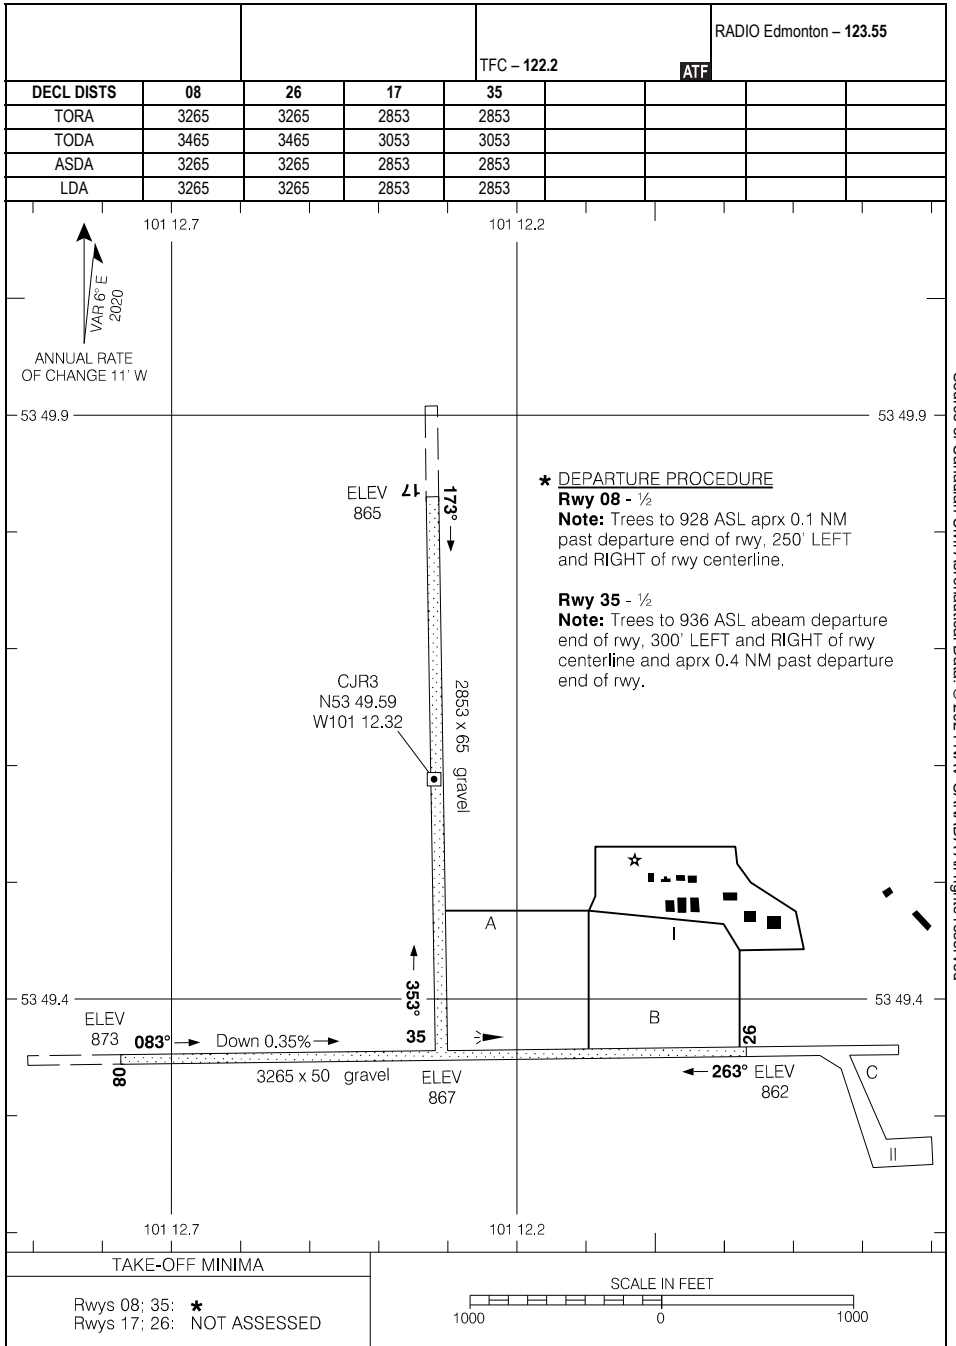 RADIO Edmonton – 123.55
TFC – 122.2
ATF
DECL DISTS 08 26 17 35
TORA 3265 3265 2853 2853
TODA 3465 3465 3053 3053
ASDA 3265 3265 2853 2853
LDA 3265 3265 2853 2853
101 12.7 101 12.2
VAR 6° E
2020
ANNUAL RATE
OF CHANGE 11' W
53 49.9 53 49.9
ELEV
865
17
173°
* DEPARTURE PROCEDURE
Rwy 08 - ½
Note: Trees to 928 ASL aprx 0.1 NM
past departure end of rwy, 250' LEFT
and RIGHT of rwy centerline.
Rwy 35 - ½
Note: Trees to 936 ASL abeam departure
end of rwy, 300' LEFT and RIGHT of rwy
centerline and aprx 0.4 NM past departure
end of rwy.
CJR3
N53 49.59
W101 12.32
2853 x 65 gravel
A
I
53 49.4 53 49.4
353°
35
B
26
ELEV
873
083°
Down 0.35%
08
3265 x 50 gravel
ELEV
867
263°
ELEV
862
C
II
101 12.7 101 12.2
TAKE-OFF MINIMA
Rwys 08; 35: *
Rwys 17; 26: NOT ASSESSED
SCALE IN FEET
1000 0 1000